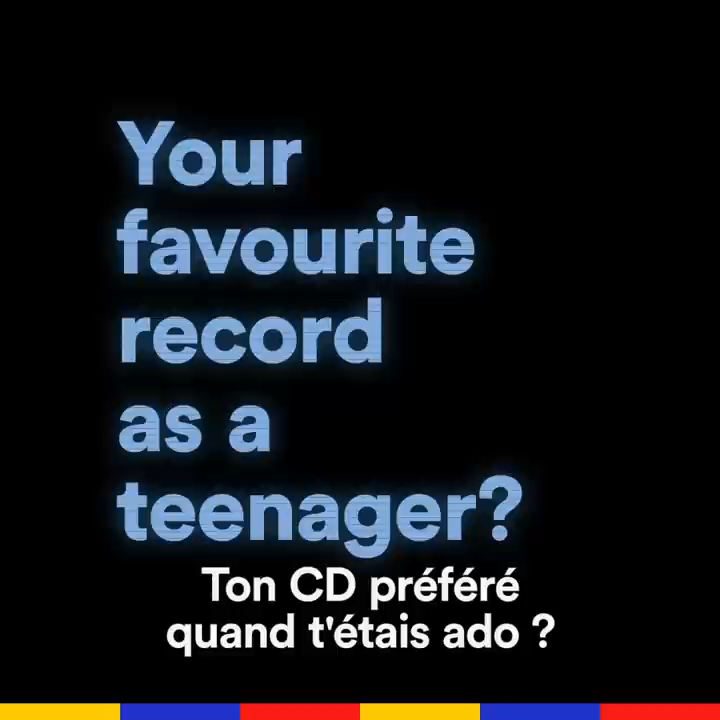 Your
favourite
record
as a
teenager?
Ton CD préféré
quand t'étais ado ?